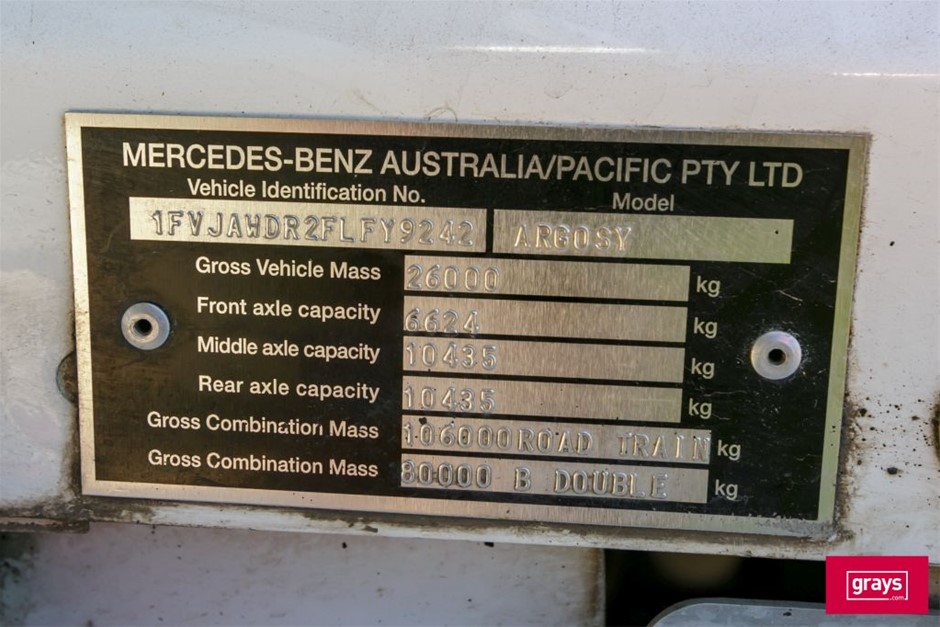 MERCEDES-BENZ AUSTRALIA/PACIFIC PTY LTD
Vehicle Identification No. Model
1FVJAWDR2FLFY9242 ARGOSY
Gross Vehicle Mass 26000 kg
Front axle capacity 6624 kg
Middle axle capacity 10435 kg
Rear axle capacity 10435 kg
Gross Combination Mass 106000ROAD TRAIN kg
Gross Combination Mass 80000 B DOUBLE kg
grays
.com